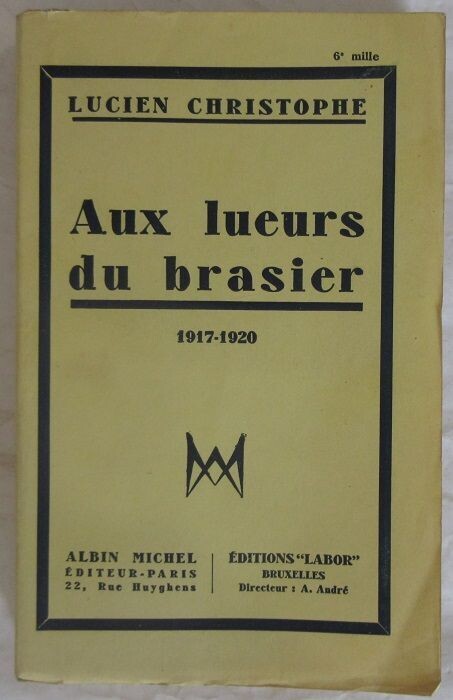 6e mille
LUCIEN CHRISTOPHE
Aux lueurs
du brasier
1917-1920
ALBIN MICHEL
ÉDITEUR-PARIS
22, Rue Huyghens
ÉDITIONS "LABOR"
BRUXELLES
Directeur : A. André